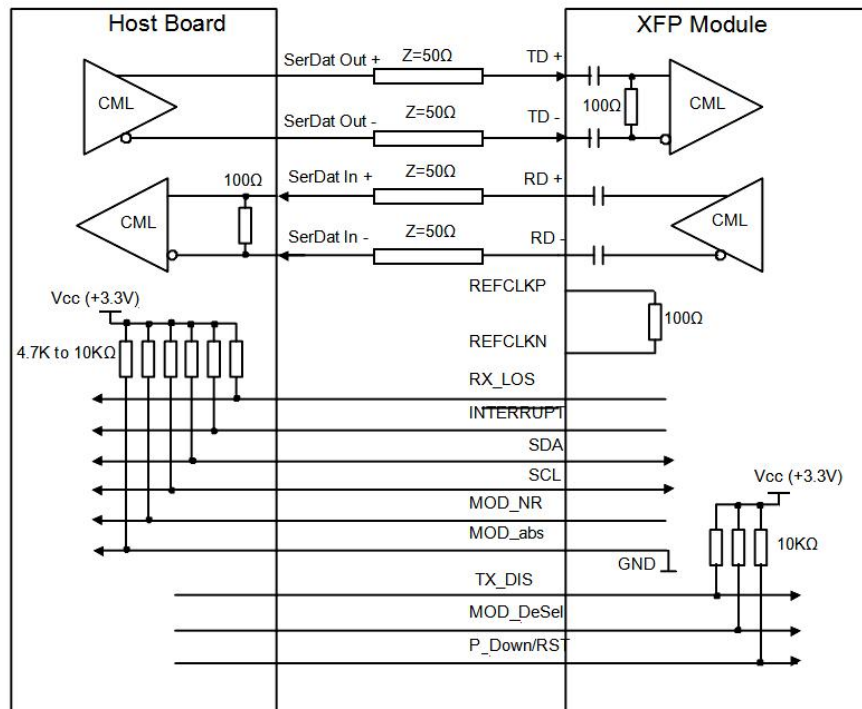 Host Board
XFP Module
SerDat Out +
Z=50Ω
TD +
CML
100Ω
CML
SerDat Out -
Z=50Ω
TD -
SerDat In +
Z=50Ω
RD +
100Ω
CML
CML
SerDat In -
Z=50Ω
RD -
REFCLKP
Vcc (+3.3V)
100Ω
REFCLKN
4.7K to 10KΩ
RX_LOS
INTERRUPT
SDA
SCL
Vcc (+3.3V)
MOD_NR
MOD_abs
10KΩ
GND
TX_DIS
MOD_DeSel
P_Down/RST